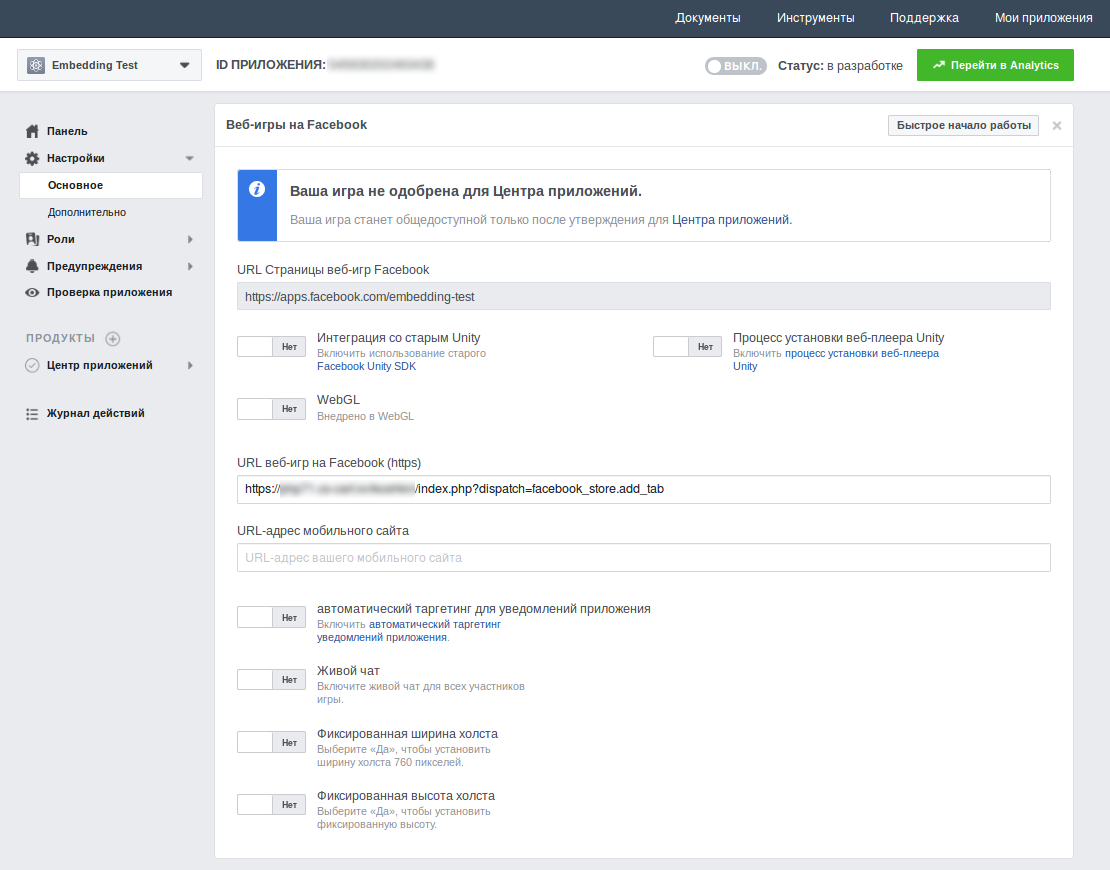 Документы Инструменты Поддержка Мои приложения
Embedding Test ID ПРИЛОЖЕНИЯ: ВЫКЛ. Статус: в разработке Перейти в Analytics
Панель
Настройки
Основное
Дополнительно
Роли
Предупреждения
Проверка приложения
ПРОДУКТЫ
Центр приложений
Журнал действий
Веб-игры на Facebook Быстрое начало работы
Ваша игра не одобрена для Центра приложений.
Ваша игра станет общедоступной только после утверждения для Центра приложений.
URL Страницы веб-игр Facebook
https://apps.facebook.com/embedding-test
Нет Интеграция со старым Unity
Включить использование старого
Facebook Unity SDK
Нет Процесс установки веб-плеера Unity
Включить процесс установки веб-плеера
Unity
Нет WebGL
Внедрено в WebGL
URL веб-игр на Facebook (https)
https:// /index.php?dispatch=facebook_store.add_tab
URL-адрес мобильного сайта
URL-адрес вашего мобильного сайта
Нет автоматический таргетинг для уведомлений приложения
Включить автоматический таргетинг
уведомлений приложения.
Нет Живой чат
Включите живой чат для всех участников
игры.
Нет Фиксированная ширина холста
Выберите «Да», чтобы установить
ширину холста 760 пикселей.
Нет Фиксированная высота холста
Выберите «Да», чтобы установить
фиксированную высоту.